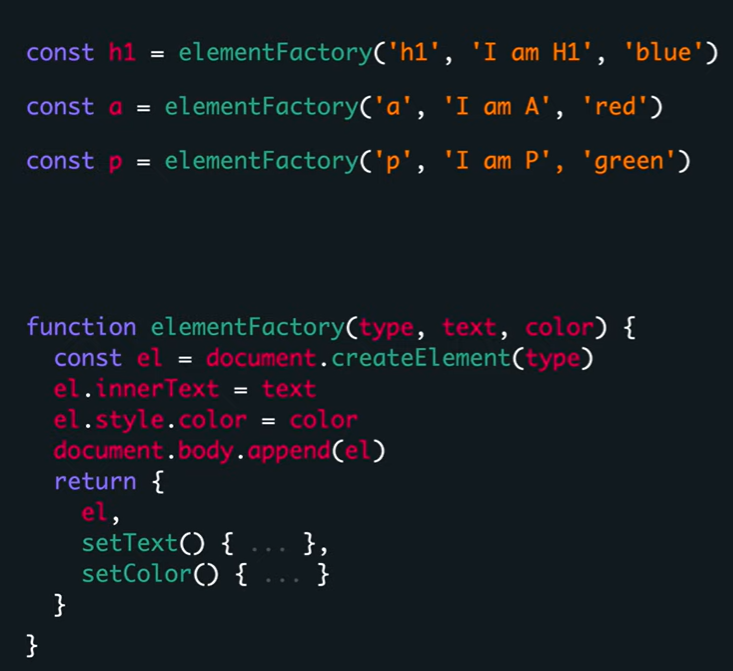 const h1 = elementFactory('h1', 'I am H1', 'blue')
const a = elementFactory('a', 'I am A', 'red')
const p = elementFactory('p', 'I am P', 'green')
function elementFactory(type, text, color) {
  const el = document.createElement(type)
  el.innerText = text
  el.style.color = color
  document.body.append(el)
  return {
    el,
    setText() { ... },
    setColor() { ... }
  }
}